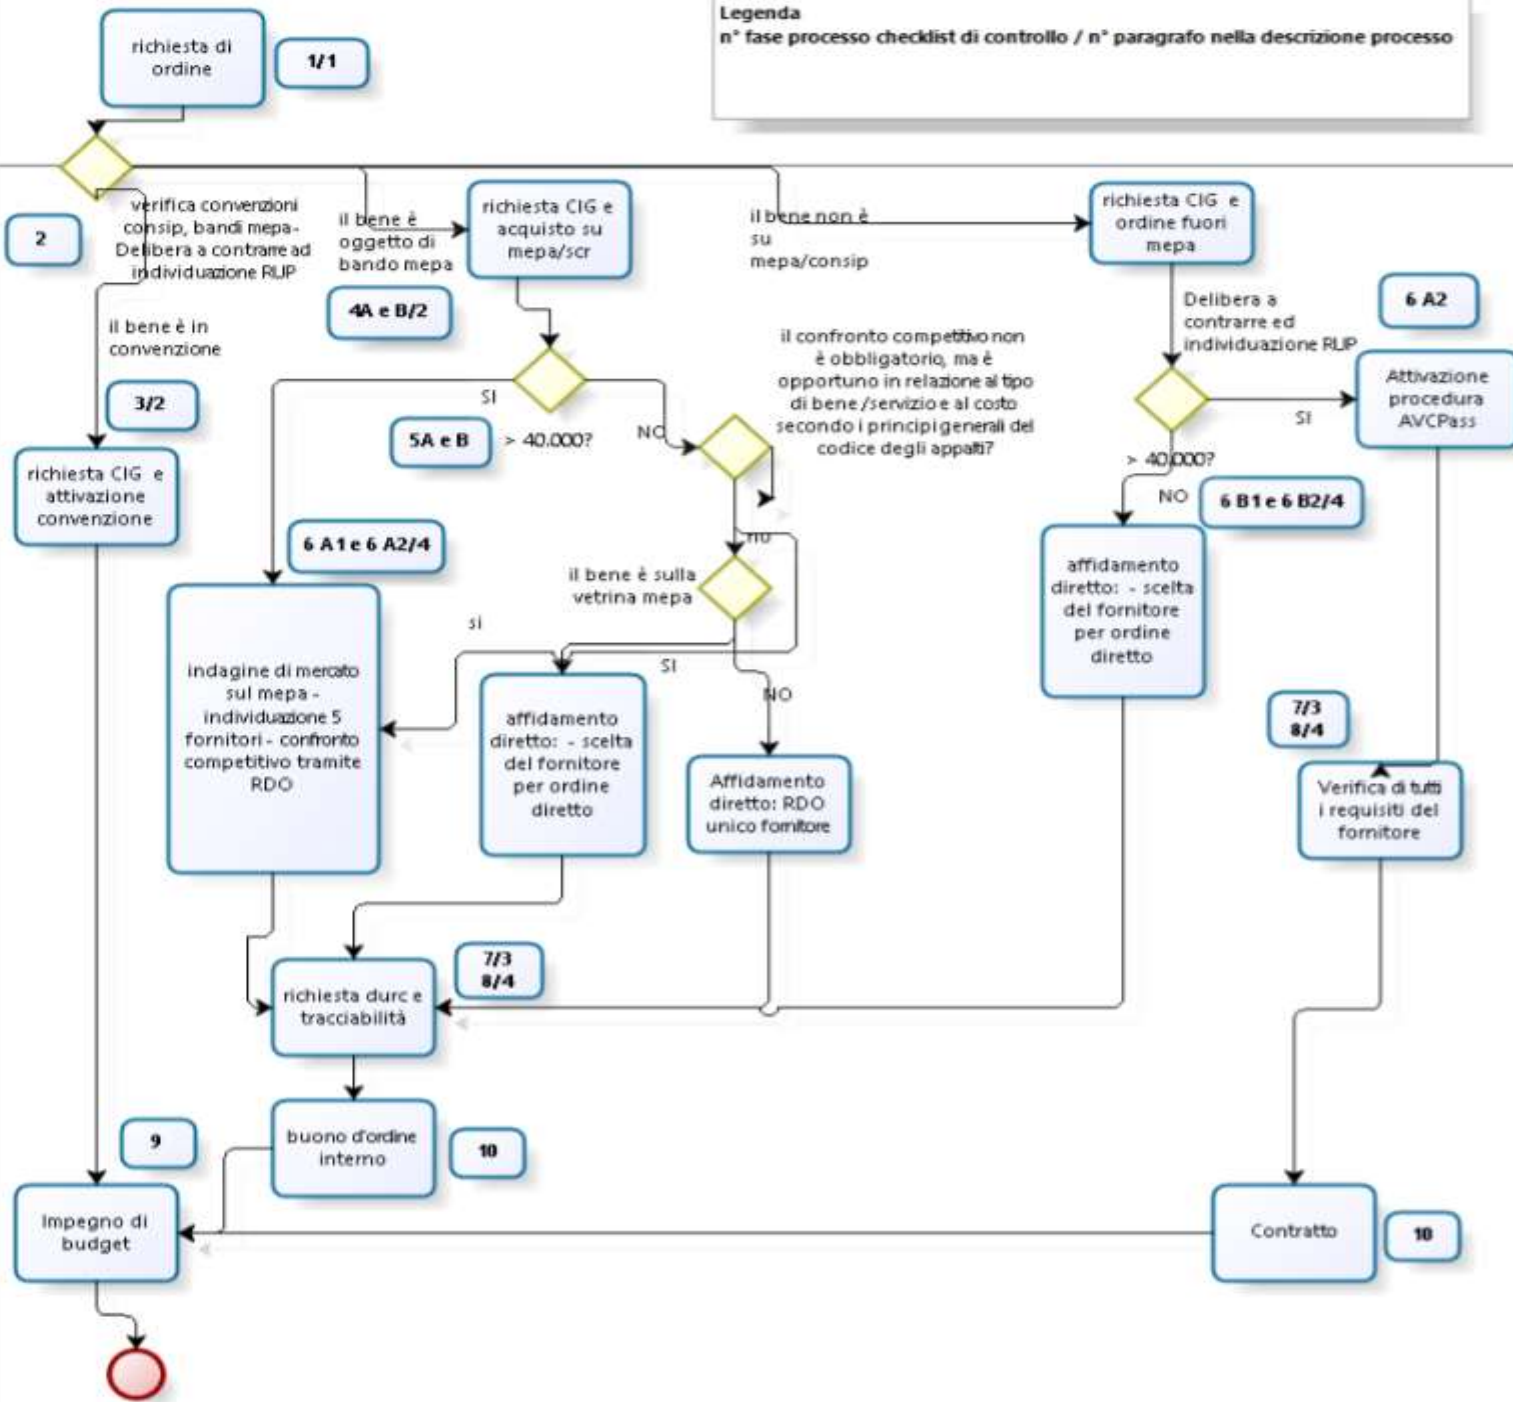 Legenda
n° fase processo checklist di controllo / n° paragrafo nella descrizione processo
richiesta di
ordine
1/1
2
verifica convenzioni
consip, bandi mepa-
Delibera a contrarre ad
individuazione RUP
il bene è in
convenzione
3/2
richiesta CIG e
attivazione
convenzione
il bene è
oggetto di
bando mepa
richiesta CIG e
acquisto su
mepa/scr
4A e B/2
il bene non è
su
mepa/consip
richiesta CIG e
ordine fuori
mepa
Delibera a
contrarre ed
individuazione RUP
6 A2
Attivazione
procedura
AVCPass
SI
> 40.000?
NO
6 B1 e 6 B2/4
il confronto competitivo non
è obbligatorio, ma è
opportuno in relazione al tipo
di bene/servizio e al costo
secondo i principi generali del
codice degli appalti?
SI
5A e B
> 40.000?
NO
no
6 A1 e 6 A2/4
il bene è sulla
vetrina mepa
si
SI
NO
indagine di mercato
sul mepa -
individuazione 5
fornitori - confronto
competitivo tramite
RDO
affidamento
diretto: - scelta
del fornitore
per ordine
diretto
Affidamento
diretto: RDO
unico fornitore
affidamento
diretto: - scelta
del fornitore
per ordine
diretto
7/3
8/4
Verifica di tutti
i requisiti del
fornitore
7/3
8/4
richiesta durc e
tracciabilità
buono d'ordine
interno
10
9
Impegno di
budget
Contratto
10